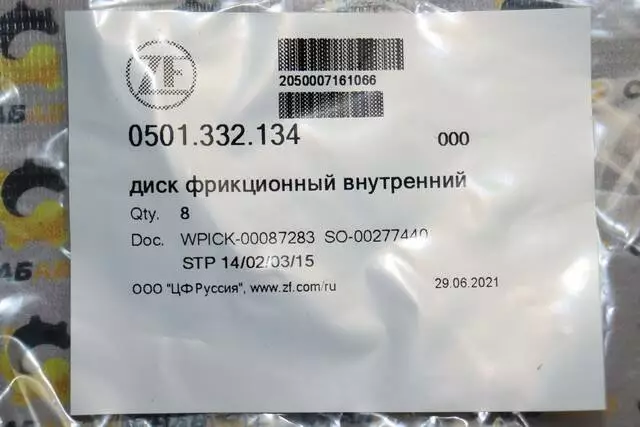 ZF
2050007161066
0501.332.134 000
диск фрикционный внутренний
Qty. 8
Doc. WPICK-00087283 SO-00277440
STP 14/02/03/15
ООО "ЦФ Руссия", www.zf.com/ru 29.06.2021